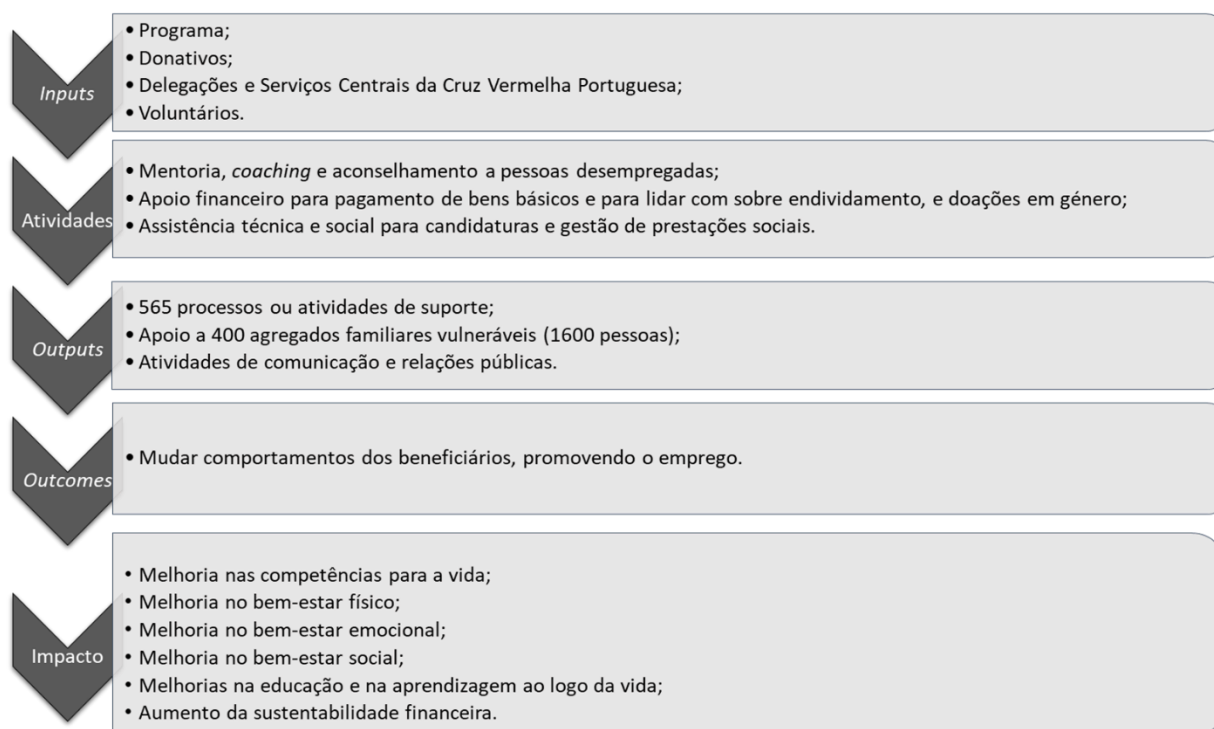 Inputs
• Programa;
• Donativos;
• Delegações e Serviços Centrais da Cruz Vermelha Portuguesa;
• Voluntários.
Atividades
• Mentoria, coaching e aconselhamento a pessoas desempregadas;
• Apoio financeiro para pagamento de bens básicos e para lidar com sobre endividamento, e doações em género;
• Assistência técnica e social para candidaturas e gestão de prestações sociais.
Outputs
• 565 processos ou atividades de suporte;
• Apoio a 400 agregados familiares vulneráveis (1600 pessoas);
• Atividades de comunicação e relações públicas.
Outcomes
• Mudar comportamentos dos beneficiários, promovendo o emprego.
Impacto
• Melhoria nas competências para a vida;
• Melhoria no bem-estar físico;
• Melhoria no bem-estar emocional;
• Melhoria no bem-estar social;
• Melhorias na educação e na aprendizagem ao logo da vida;
• Aumento da sustentabilidade financeira.